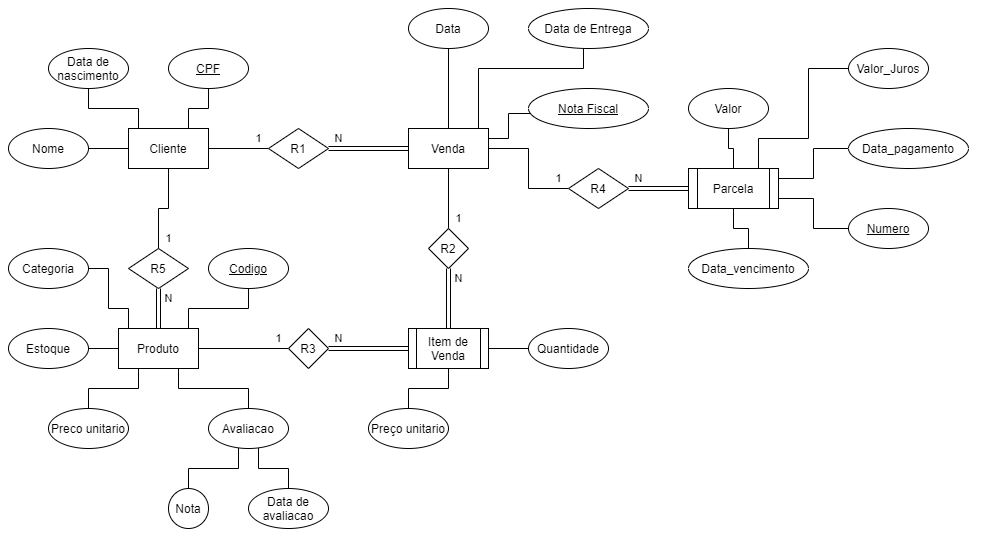 Data
Data de Entrega
Data de
nascimento
CPF
Valor_Juros
Valor
Nota Fiscal
Nome
Cliente
1
R1
N
Venda
Data_pagamento
1
R4
N
Parcela
Numero
1
R2
N
1
R5
N
Categoria
Codigo
Data_vencimento
Estoque
Produto
1
R3
N
Item de
Venda
Quantidade
Preco unitario
Avaliacao
Preço unitario
Nota
Data de
avaliacao